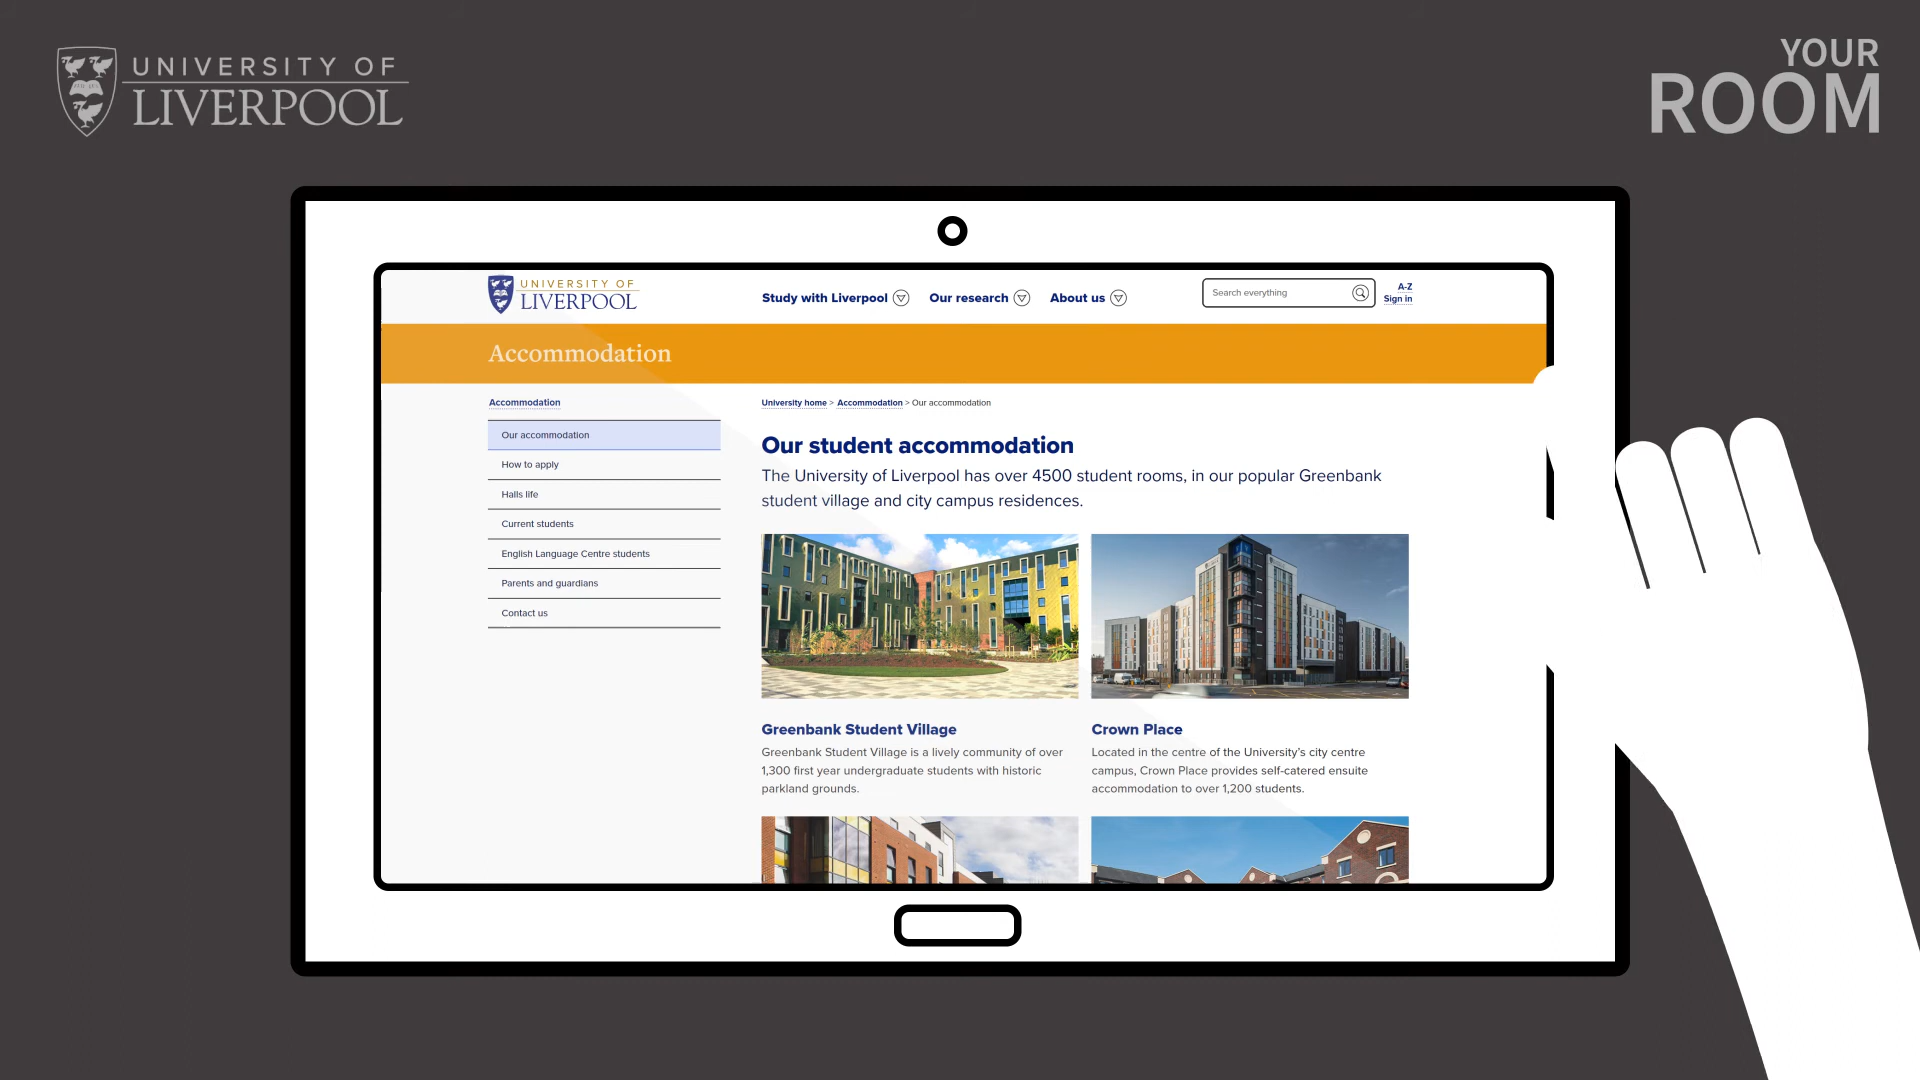 UNIVERSITY OF
LIVERPOOL
YOUR
ROOM
UNIVERSITY OF
LIVERPOOL
Study with Liverpool
Our research
About us
Search everything
A-Z
Sign in
Accommodation
Accommodation
Our accommodation
How to apply
Halls life
Current students
English Language Centre students
Parents and guardians
Contact us
University home > Accommodation > Our accommodation
Our student accommodation
The University of Liverpool has over 4500 student rooms, in our popular Greenbank
student village and city campus residences.
Greenbank Student Village
Greenbank Student Village is a lively community of over
1,300 first year undergraduate students with historic
parkland grounds.
Crown Place
Located in the centre of the University's city centre
campus, Crown Place provides self-catered ensuite
accommodation to over 1,200 students.